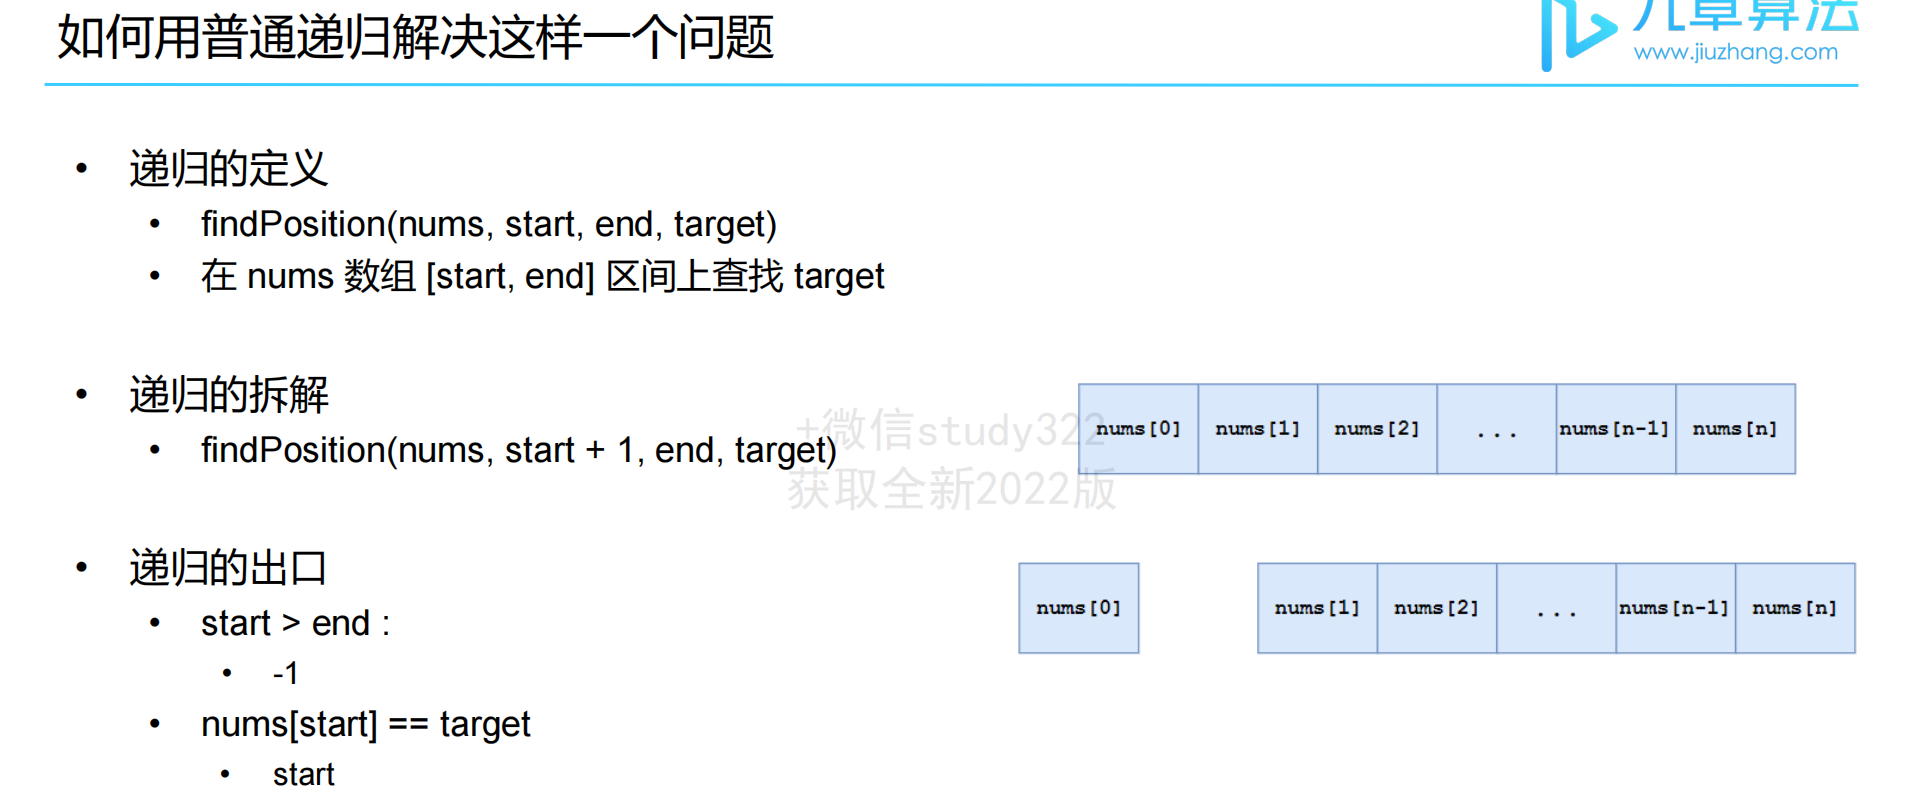 如何用普通递归解决这样一个问题
九章算法
www.jiuzhang.com
• 递归的定义
• findPosition(nums, start, end, target)
• 在 nums 数组 [start, end] 区间上查找 target
• 递归的拆解
• findPosition(nums, start + 1, end, target)
+微信study322
获取全新2022版
nums[0] nums[1] nums[2] ... nums[n-1] nums[n]
• 递归的出口
• start > end :
• -1
• nums[start] == target
• start
nums[0] nums[1] nums[2] ... nums[n-1] nums[n]